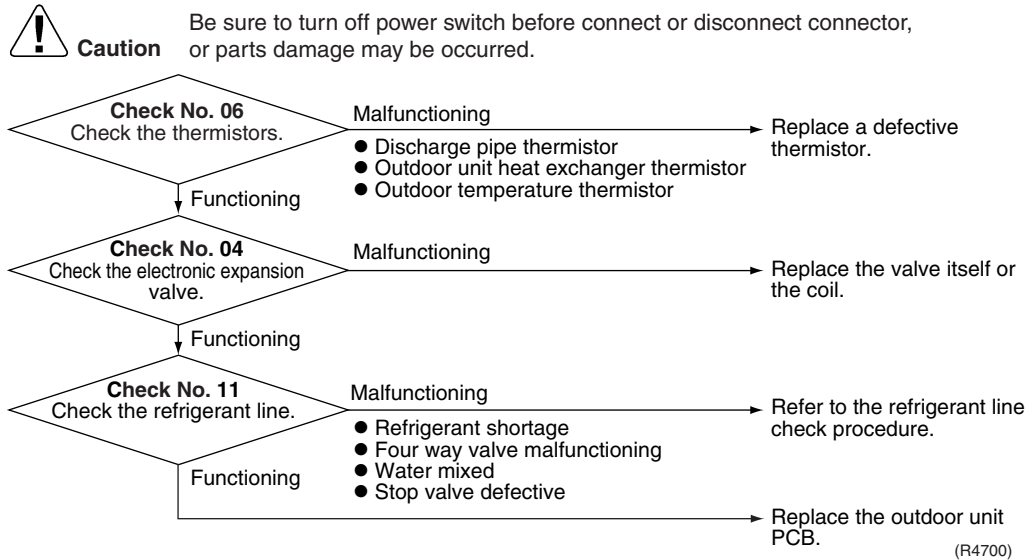 Caution
Be sure to turn off power switch before connect or disconnect connector,
or parts damage may be occurred.
Check No. 06
Check the thermistors.
Malfunctioning
● Discharge pipe thermistor
● Outdoor unit heat exchanger thermistor
● Outdoor temperature thermistor
Replace a defective
thermistor.
Functioning
Check No. 04
Check the electronic expansion
valve.
Malfunctioning
Replace the valve itself or
the coil.
Functioning
Check No. 11
Check the refrigerant line.
Malfunctioning
● Refrigerant shortage
● Four way valve malfunctioning
● Water mixed
● Stop valve defective
Refer to the refrigerant line
check procedure.
Functioning
Replace the outdoor unit
PCB.
(R4700)